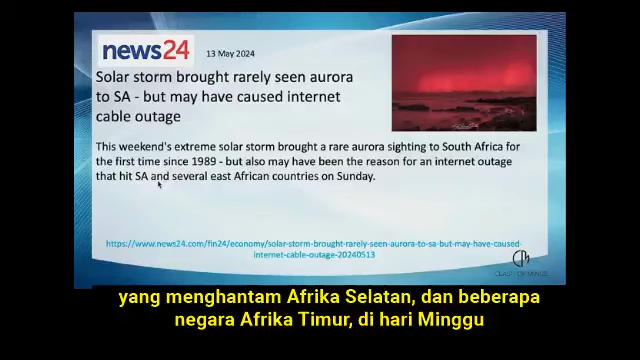 news24
13 May 2024
Solar storm brought rarely seen aurora
to SA - but may have caused internet
cable outage
This weekend's extreme solar storm brought a rare aurora sighting to South Africa for
the first time since 1989 - but also may have been the reason for an internet outage
that hit SA and several east African countries on Sunday.
https://www.news24.com/fin24/economy/solar-storm-brought-rarely-seen-aurora-to-sa-but-may-have-caused-
internet-cable-outage-20240513
CLASH OF MINDS
yang menghantam Afrika Selatan, dan beberapa
negara Afrika Timur, di hari Minggu